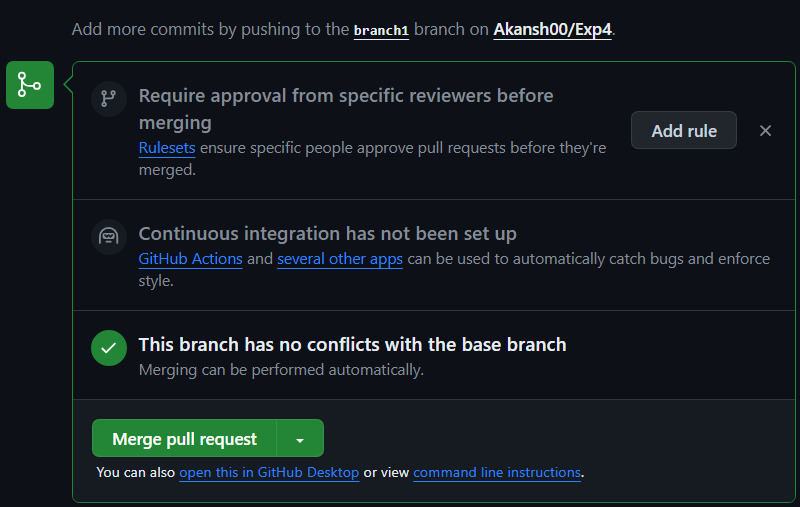 Add more commits by pushing to the branch1 branch on Akansh00/Exp4.
Require approval from specific reviewers before
merging
Rulesets ensure specific people approve pull requests before they're
merged.
Add rule
Continuous integration has not been set up
GitHub Actions and several other apps can be used to automatically catch bugs and enforce
style.
This branch has no conflicts with the base branch
Merging can be performed automatically.
Merge pull request
You can also open this in GitHub Desktop or view command line instructions.